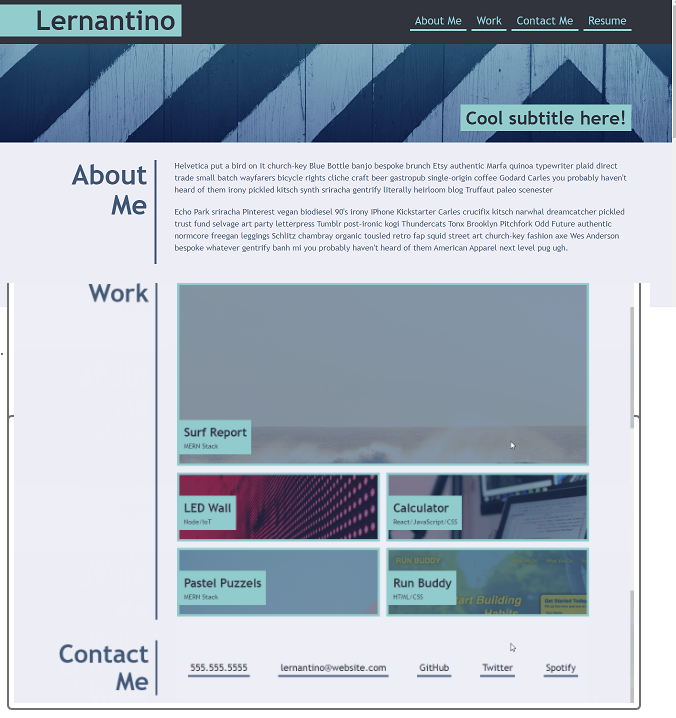 Lernantino
About Me Work Contact Me Resume
Cool subtitle here!
About
Me
Helvetica put a bird on it church-key Blue Bottle banjo bespoke brunch Etsy authentic Marfa quinoa typewriter plaid direct
trade small batch wayfarers bicycle rights cliche craft beer gastropub single-origin coffee Godard Carles you probably haven't
heard of them irony pickled kitsch synth sriracha gentrify literally heirloom blog Truffaut paleo scenester
Echo Park sriracha Pinterest vegan biodiesel 90's irony iPhone Kickstarter Carles crucifix kitsch narwhal dreamcatcher pickled
trust fund selvage art party letterpress Tumblr post-ironic kogi Thundercats Tonx Brooklyn Pitchfork Odd Future authentic
normcore freegan leggings Schlitz chambray organic tousled retro fap squid street art church-key fashion axe Wes Anderson
bespoke whatever gentrify banh mi you probably haven't heard of them American Apparel next level pug ugh.
Work
Surf Report
MERN Stack
LED Wall
Node/IoT
Calculator
React/JavaScript/CSS
Pastel Puzzels
MERN Stack
RUN BUDDY
Run Buddy
HTML/CSS
art Building
Habits
Get Started Today
Contact
Me
555.555.5555 lernantino@website.com GitHub Twitter Spotify